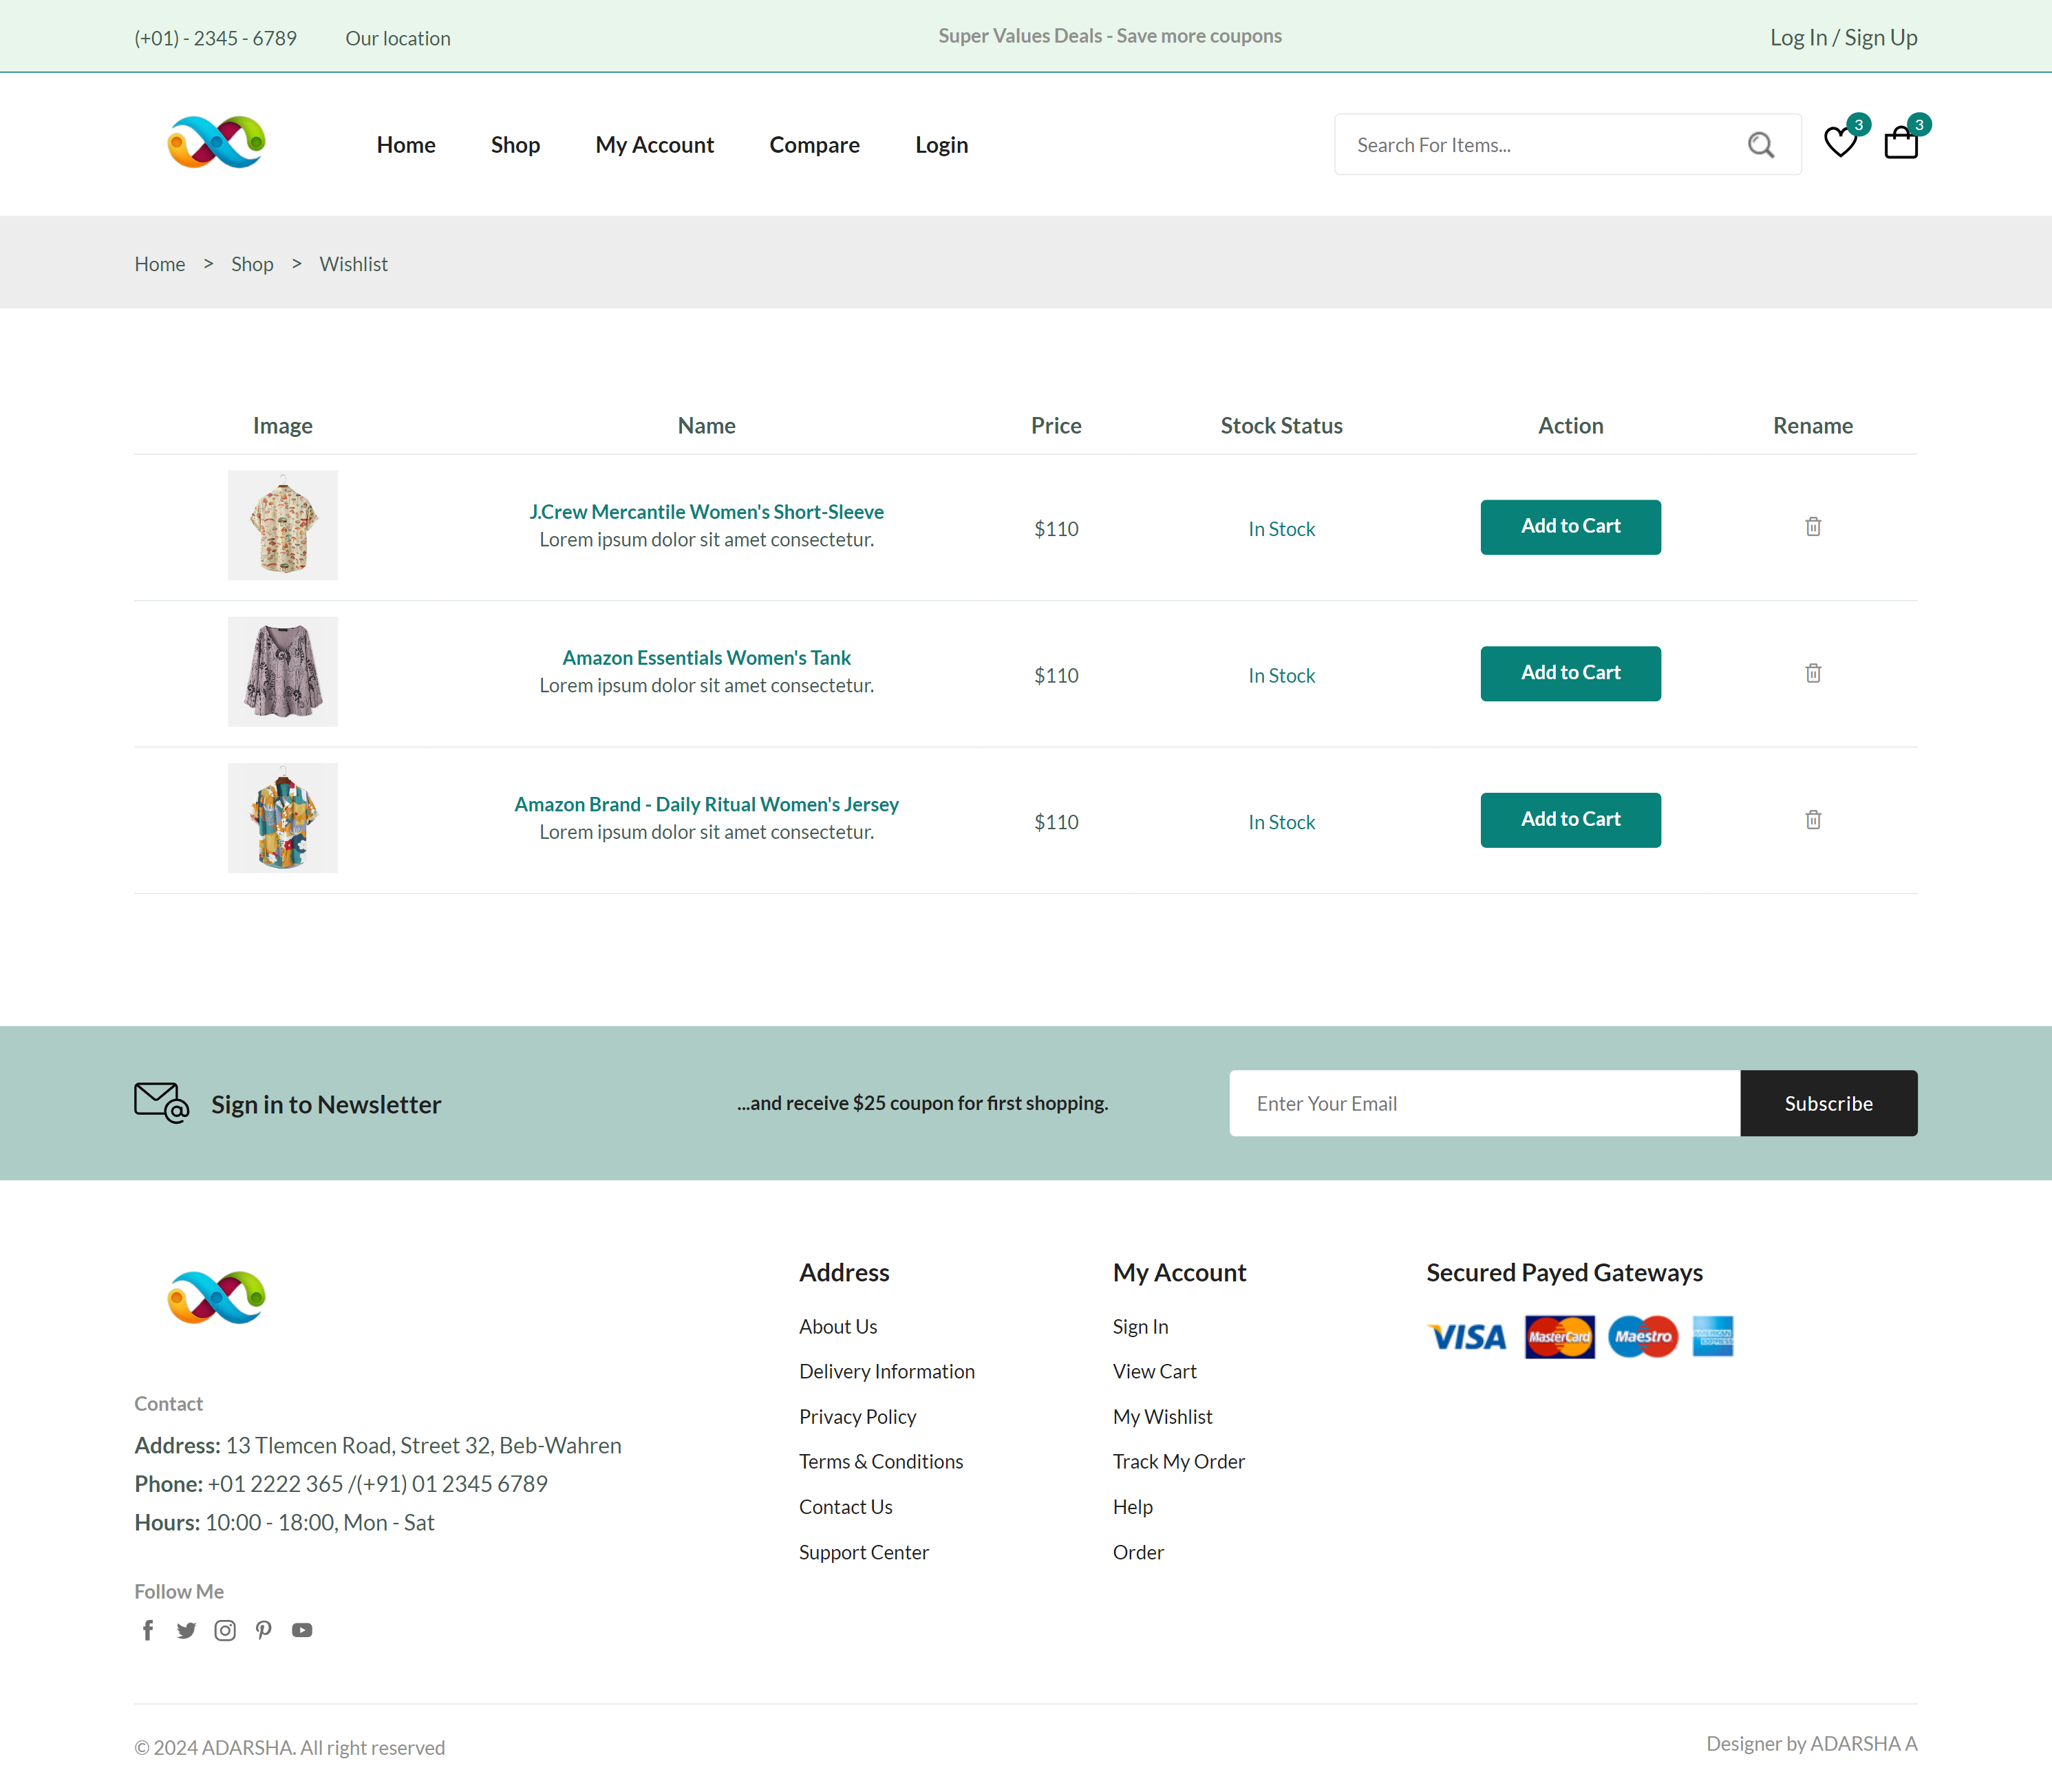 (+01) - 2345 - 6789 Our location Super Values Deals - Save more coupons Log In / Sign Up
Home Shop My Account Compare Login Search For Items... 3 3
Home > Shop > Wishlist
Image Name Price Stock Status Action Rename
J.Crew Mercantile Women's Short-Sleeve
Lorem ipsum dolor sit amet consectetur.
$110 In Stock Add to Cart
Amazon Essentials Women's Tank
Lorem ipsum dolor sit amet consectetur.
$110 In Stock Add to Cart
Amazon Brand - Daily Ritual Women's Jersey
Lorem ipsum dolor sit amet consectetur.
$110 In Stock Add to Cart
Sign in to Newsletter ...and receive $25 coupon for first shopping. Enter Your Email Subscribe
Contact
Address: 13 Tlemcen Road, Street 32, Beb-Wahren
Phone: +01 2222 365 /(+91) 01 2345 6789
Hours: 10:00 - 18:00, Mon - Sat
Follow Me
Address
About Us
Delivery Information
Privacy Policy
Terms & Conditions
Contact Us
Support Center
My Account
Sign In
View Cart
My Wishlist
Track My Order
Help
Order
Secured Payed Gateways
VISA MasterCard Maestro AMERICAN EXPRESS
© 2024 ADARSHA. All right reserved Designer by ADARSHA A